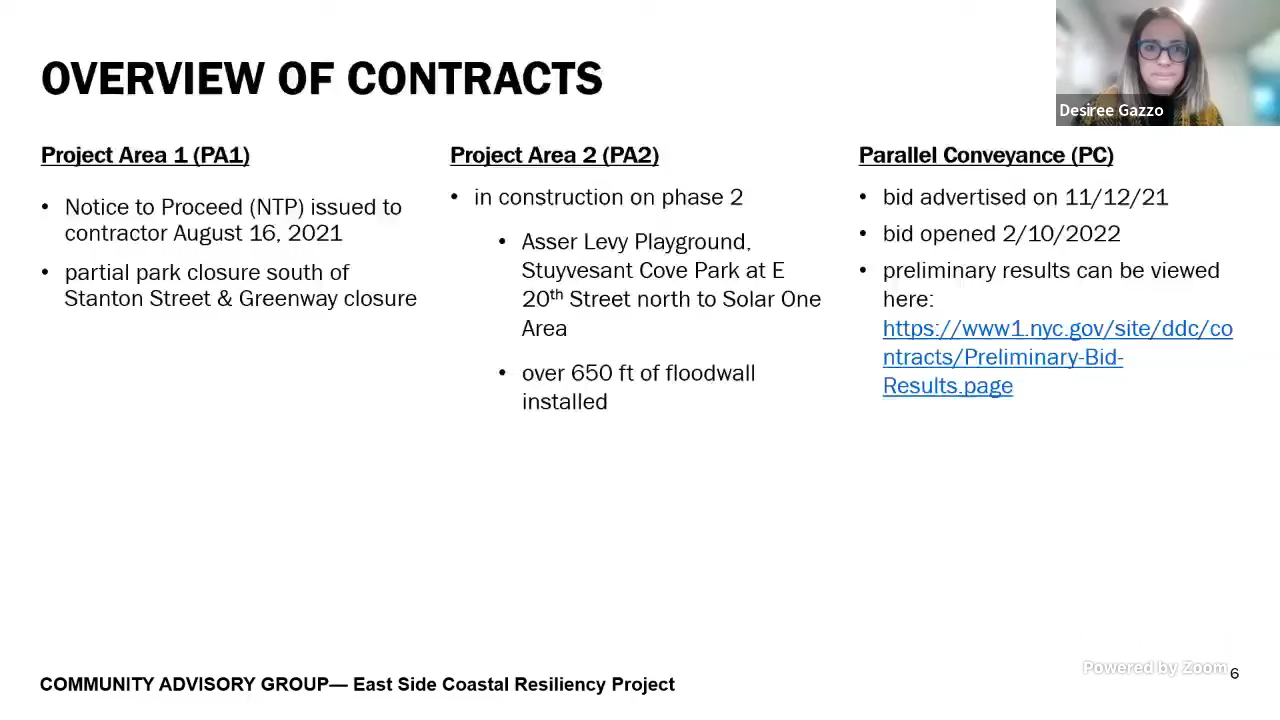 OVERVIEW OF CONTRACTS
Desiree Gazzo
Project Area 1 (PA1)
• Notice to Proceed (NTP) issued to
contractor August 16, 2021
• partial park closure south of
Stanton Street & Greenway closure
Project Area 2 (PA2)
• in construction on phase 2
• Asser Levy Playground,
Stuyvesant Cove Park at E
20th Street north to Solar One
Area
• over 650 ft of floodwall
installed
Parallel Conveyance (PC)
• bid advertised on 11/12/21
• bid opened 2/10/2022
• preliminary results can be viewed
here:
https://www1.nyc.gov/site/ddc/co
ntracts/Preliminary-Bid-
Results.page
COMMUNITY ADVISORY GROUP— East Side Coastal Resiliency Project
Powered by Zoom
6